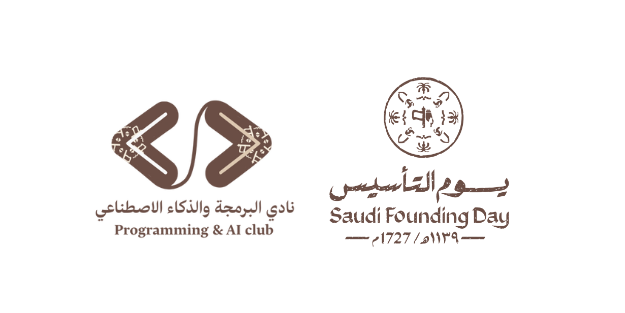 نادي البرمجة والذكاء الاصطناعي
Programming & AI club
يوم التأسيس
Saudi Founding Day
١١٣٩هـ / 1727م